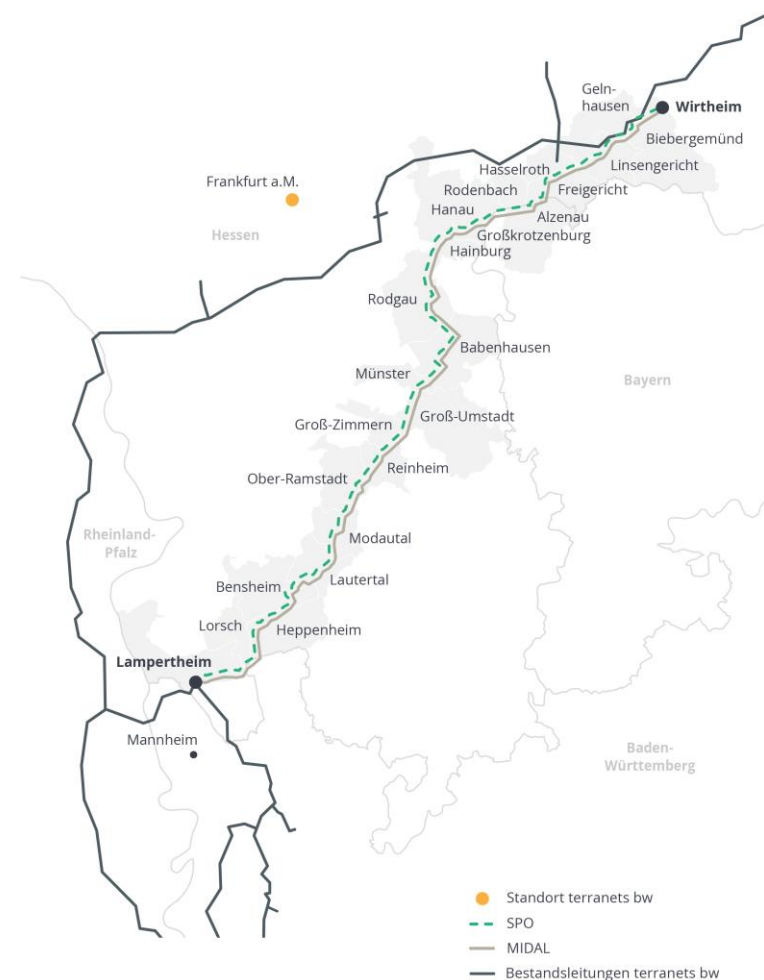 Geln-
hausen
Wirtheim
Biebergemünd
Linsengericht
Hasselroth
Frankfurt a.M.
Rodenbach
Freigericht
Hanau
Alzenau
Hessen
Großkrotzenburg
Hainburg
Rodgau
Babenhausen
Münster
Bayern
Groß-Umstadt
Groß-Zimmern
Reinheim
Ober-Ramstadt
Rheinland-
Pfalz
Modautal
Lautertal
Bensheim
Lorsch
Heppenheim
Lampertheim
Mannheim
Baden-
Württemberg
Standort terranets bw
SPO
MIDAL
Bestandsleitungen terranets bw